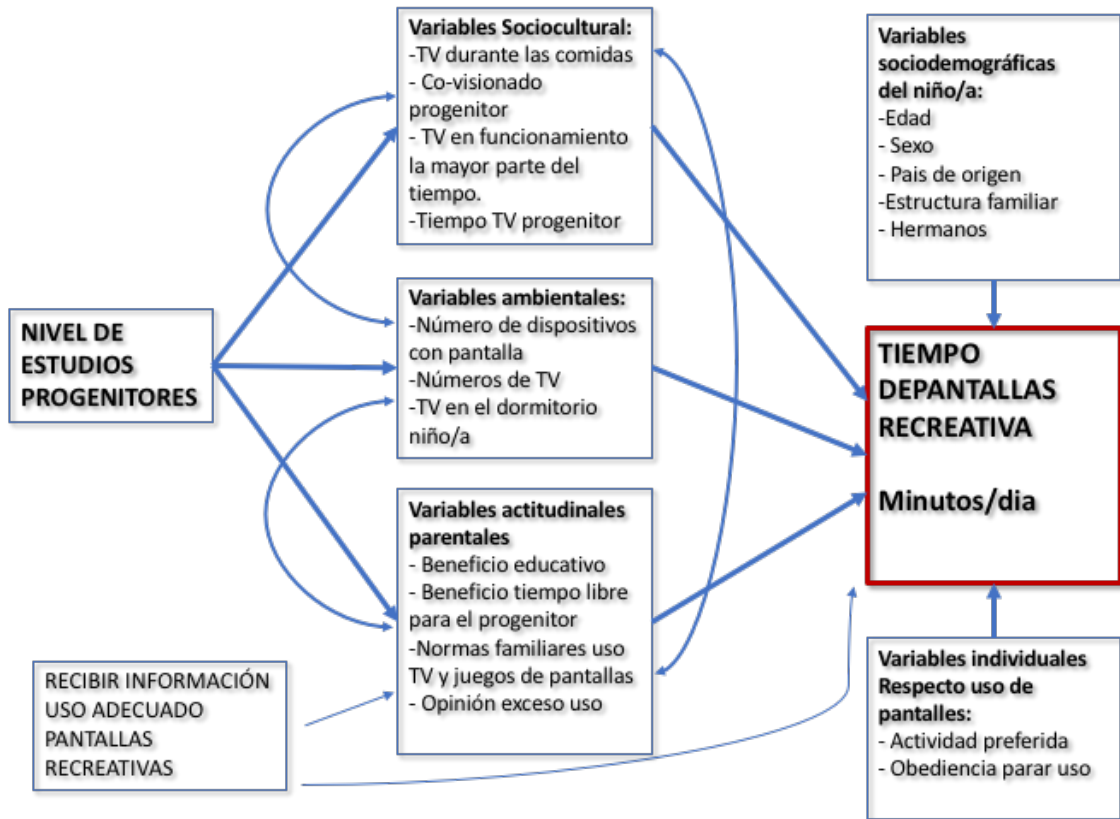 Variables Sociocultural:
-TV durante las comidas
- Co-visionado
progenitor
- TV en funcionamiento
la mayor parte del
tiempo.
-Tiempo TV progenitor
Variables
sociodemográficas
del niño/a:
-Edad
- Sexo
- Pais de origen
-Estructura familiar
- Hermanos
NIVEL DE
ESTUDIOS
PROGENITORES
Variables ambientales:
-Número de dispositivos
con pantalla
-Números de TV
-TV en el dormitorio
niño/a
TIEMPO
DEPANTALLAS
RECREATIVA
Minutos/dia
Variables actitudinales
parentales
- Beneficio educativo
- Beneficio tiempo libre
para el progenitor
-Normas familiares uso
TV y juegos de pantallas
- Opinión exceso uso
RECIBIR INFORMACIÓN
USO ADECUADO
PANTALLAS
RECREATIVAS
Variables individuales
Respecto uso de
pantalles:
- Actividad preferida
- Obediencia parar uso